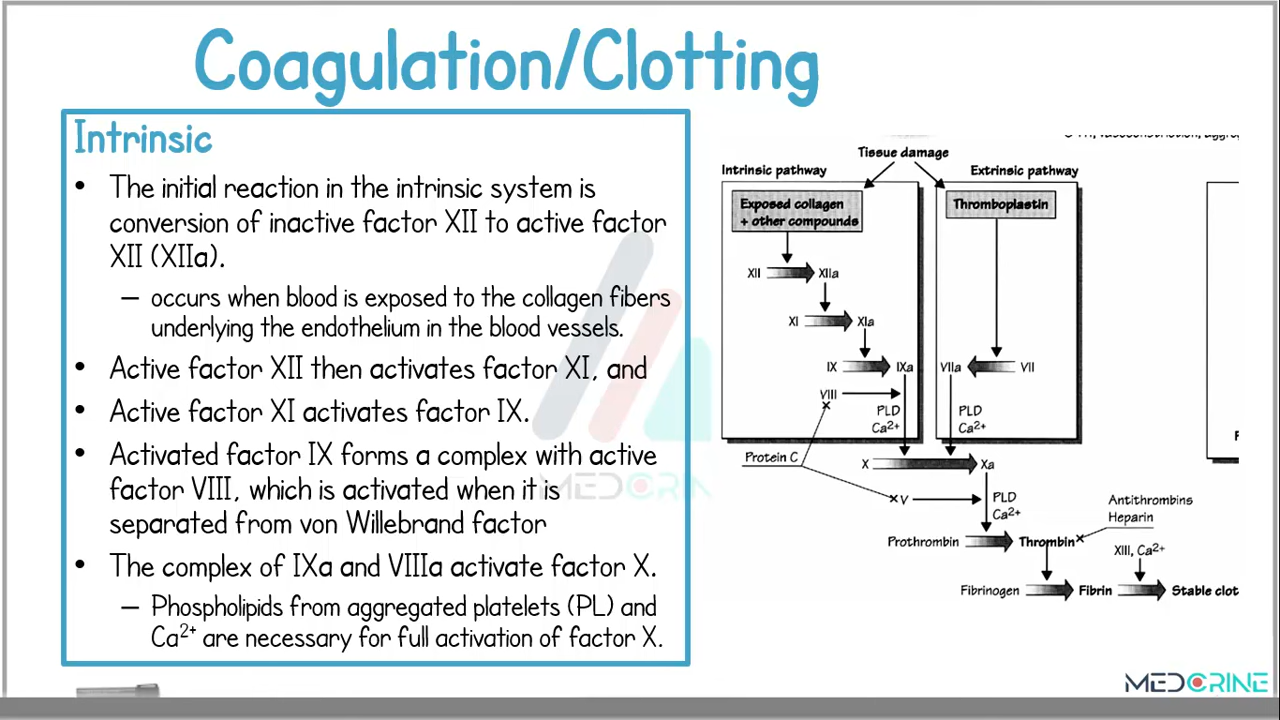 Coagulation/Clotting
Intrinsic
• The initial reaction in the intrinsic system is
conversion of inactive factor XII to active factor
XII (XIIa).
– occurs when blood is exposed to the collagen fibers
underlying the endothelium in the blood vessels.
• Active factor XII then activates factor XI, and
• Active factor XI activates factor IX.
• Activated factor IX forms a complex with active
factor VIII, which is activated when it is
separated from von Willebrand factor
• The complex of IXa and VIIIa activate factor X.
– Phospholipids from aggregated platelets (PL) and
Ca²⁺ are necessary for full activation of factor X.
Tissue damage
Intrinsic pathway
Extrinsic pathway
Exposed collagen
+ other compounds
Thromboplastin
XII XIIa
XI XIa
IX IXa VIIa VII
VIII
PLD
Ca2+
PLD
Ca2+
Protein C
X Xa
V
PLD
Ca2+
Antithrombins
Heparin
Prothrombin Thrombin
XIII, Ca2+
Fibrinogen Fibrin Stable clot
MEDCRINE
MEDCRINE